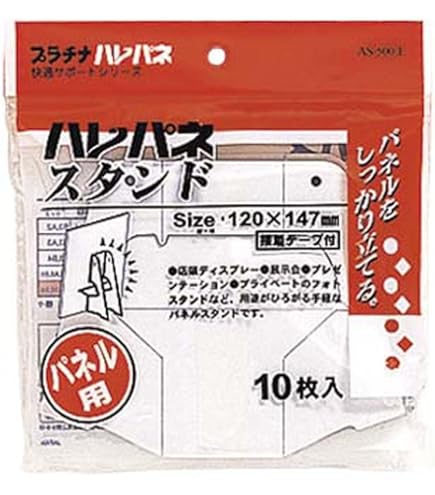 プラチナ ハレパネ
快適サポートシリーズ
AS-500E
ハレパネ
スタンド
パネルを
しっかり立てる。
Size・120×147mm
接着テープ付
●店頭ディスプレー●展示会●プレゼ
ンテーション●プライベートのフォト
スタンドなど、用途がひろがる手軽な
パネルスタンドです。
パネル用
10枚入